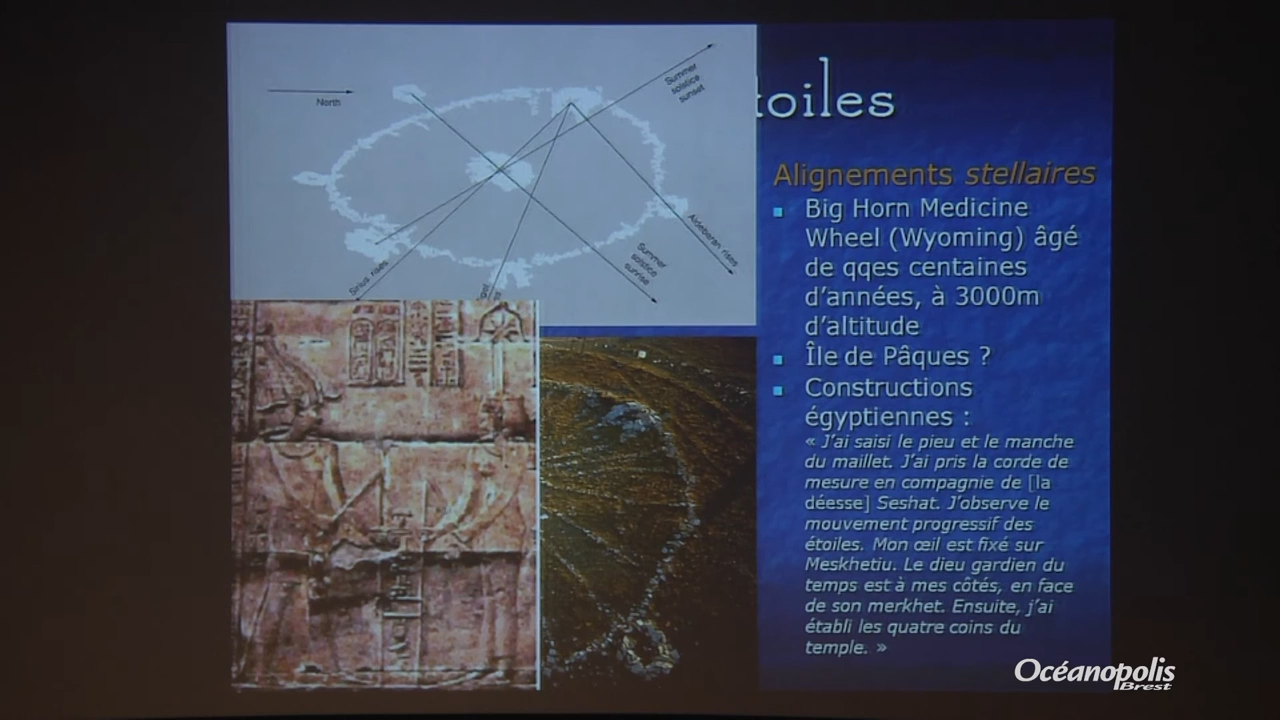 toiles
North
Summer
solstice
sunset
Sirius rises
Summer
solstice
sunrise
Aldebaran rises
Alignements stellaires
Big Horn Medicine
Wheel (Wyoming) âgé
de qqes centaines
d'années, à 3000m
d'altitude
Île de Pâques ?
Constructions
égyptiennes :
« J'ai saisi le pieu et le manche
du maillet. J'ai pris la corde de
mesure en compagnie de [la
déesse] Seshat. J'observe le
mouvement progressif des
étoiles. Mon œil est fixé sur
Meskhetiu. Le dieu gardien du
temps est à mes côtés, en face
de son merkhet. Ensuite, j'ai
établi les quatre coins du
temple. »
Océanopolis
Brest